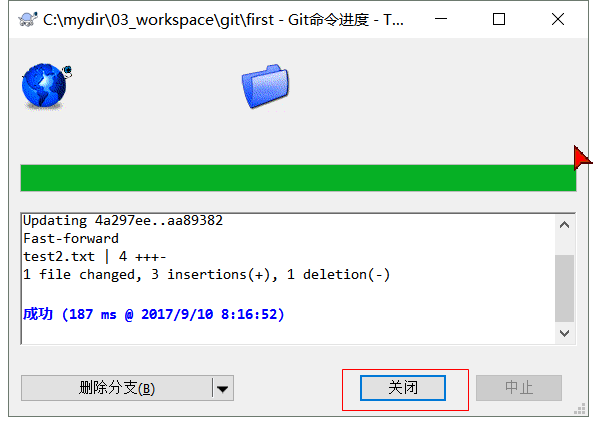 C:\mydir\03_workspace\git\first - Git命令进度 - T...
Updating 4a297ee..aa89382
Fast-forward
test2.txt | 4 +++-
1 file changed, 3 insertions(+), 1 deletion(-)
成功 (187 ms @ 2017/9/10 8:16:52)
删除分支(B)
关闭
中止